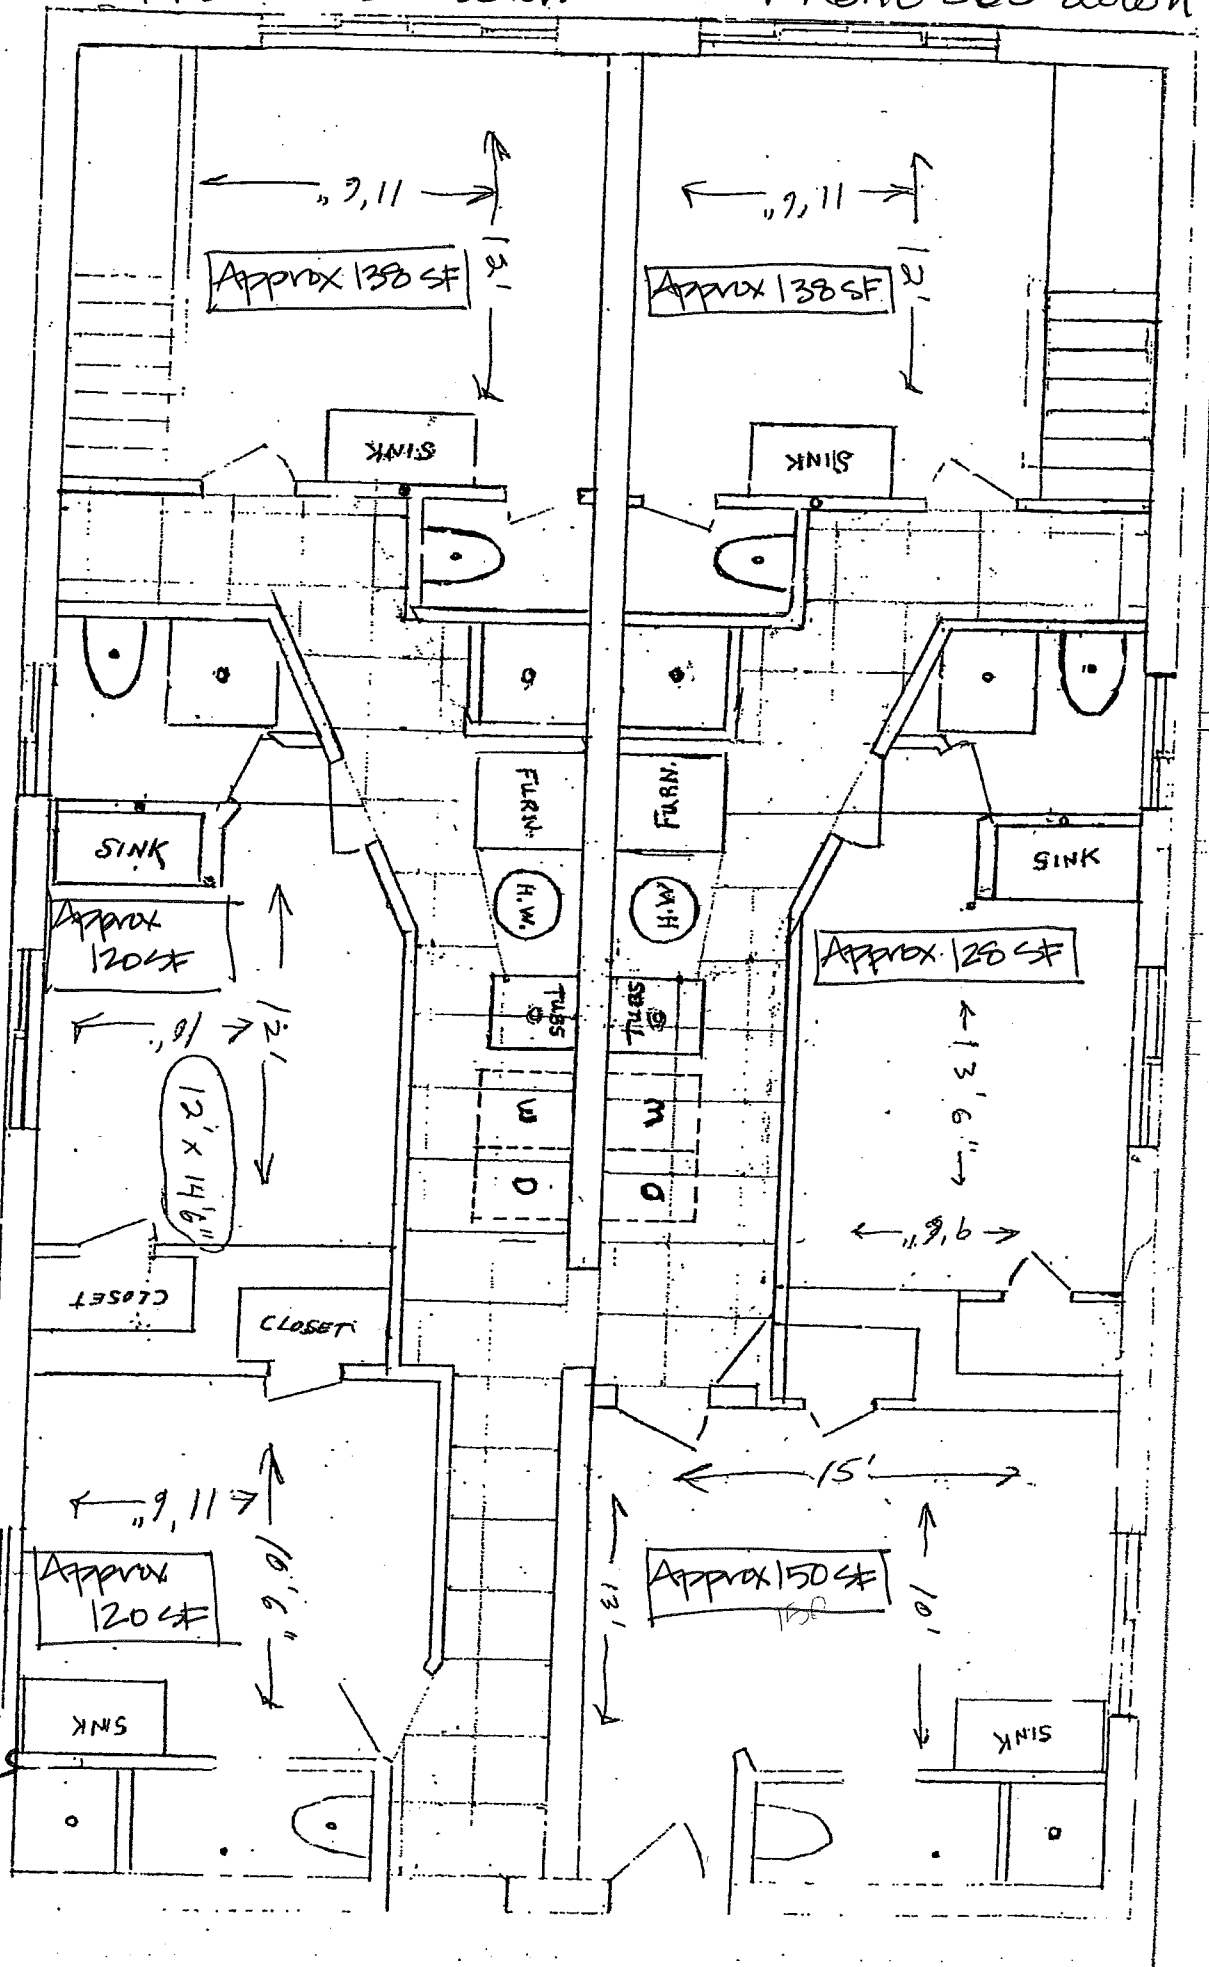 11'6"
12'
Approx 138 SF
11'6"
12'
Approx 138 SF
SINK
SINK
FURN.
FURN.
SINK
SINK
H.W.
H.W.
Approx
120 SF
Approx. 128 SF
TUBS
TUBS
10'
12'
12' x 14'6"
13'6"
9'6"
W
W
D
D
CLOSET
CLOSET
15'
11'6"
10'6"
13'
10'
Approx
120 SF
Approx 150 SF
150
SINK
SINK